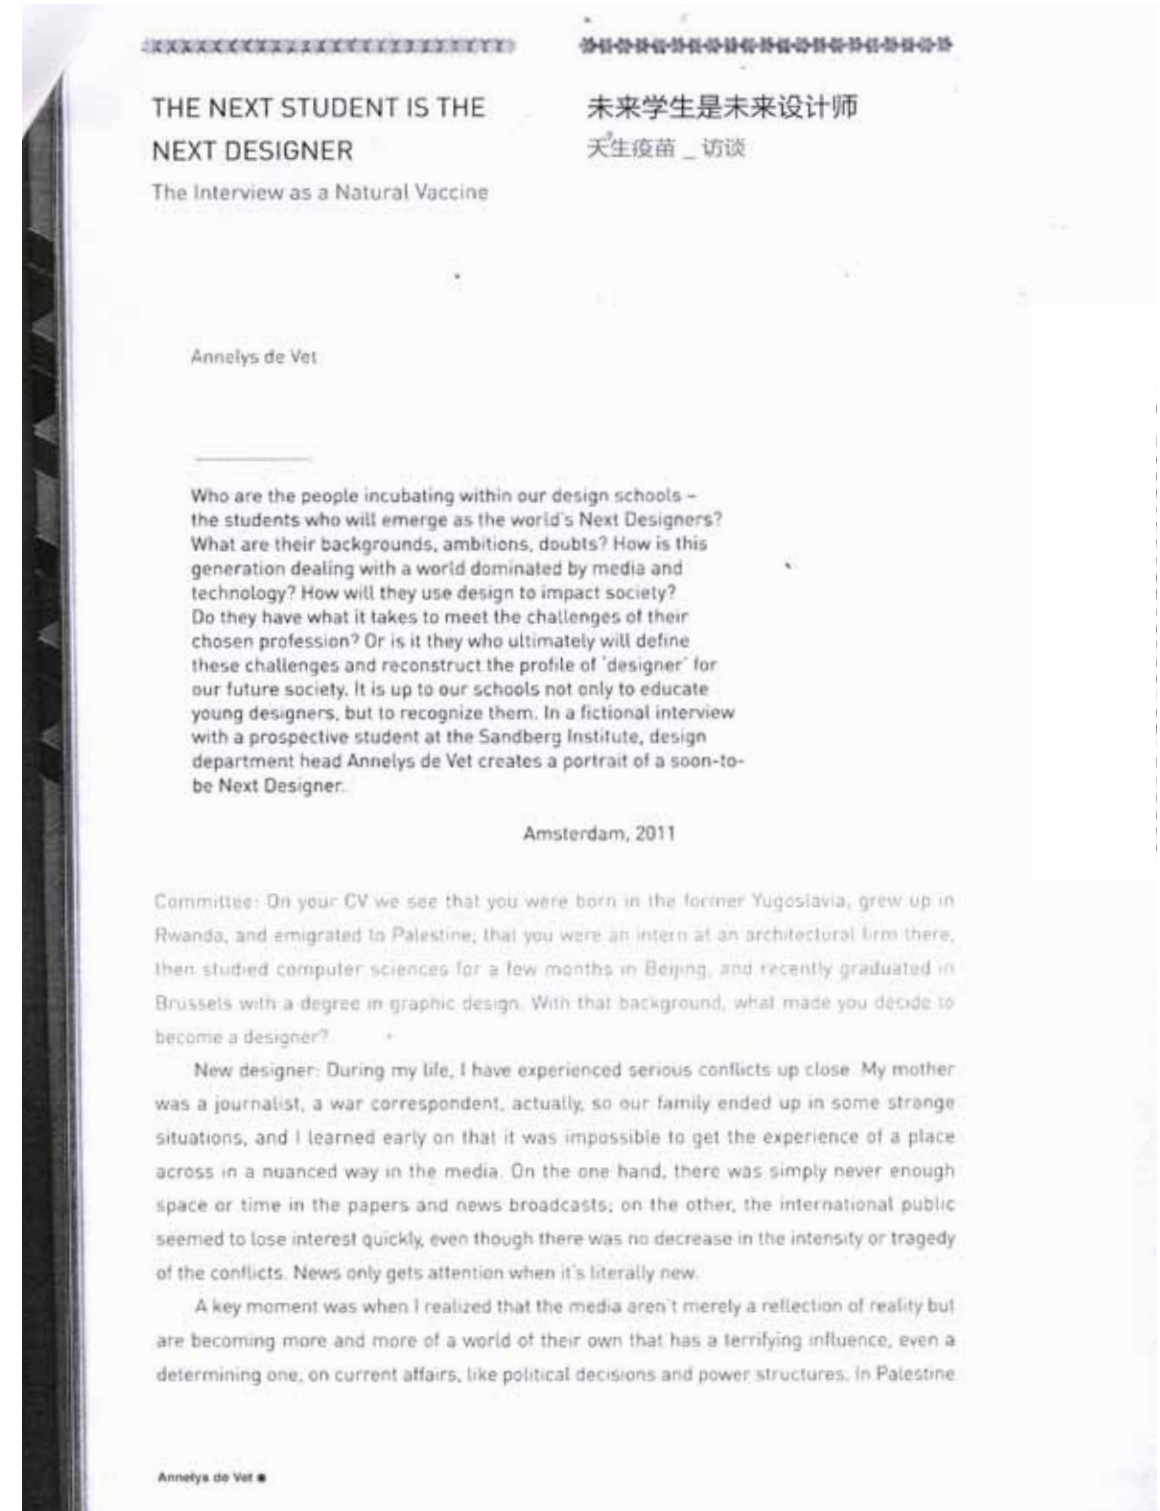 THE NEXT STUDENT IS THE
NEXT DESIGNER
The Interview as a Natural Vaccine
未来学生是未来设计师
天生疫苗 _ 访谈
Annelys de Vet
Who are the people incubating within our design schools –
the students who will emerge as the world's Next Designers?
What are their backgrounds, ambitions, doubts? How is this
generation dealing with a world dominated by media and
technology? How will they use design to impact society?
Do they have what it takes to meet the challenges of their
chosen profession? Or is it they who ultimately will define
these challenges and reconstruct the profile of 'designer' for
our future society. It is up to our schools not only to educate
young designers, but to recognize them. In a fictional interview
with a prospective student at the Sandberg Institute, design
department head Annelys de Vet creates a portrait of a soon-to-
be Next Designer.
Amsterdam, 2011
Committee: On your CV we see that you were born in the former Yugoslavia, grew up in
Rwanda, and emigrated to Palestine; that you were an intern at an architectural firm there,
then studied computer sciences for a few months in Beijing, and recently graduated in
Brussels with a degree in graphic design. With that background, what made you decide to
become a designer?
New designer: During my life, I have experienced serious conflicts up close. My mother
was a journalist, a war correspondent, actually, so our family ended up in some strange
situations, and I learned early on that it was impossible to get the experience of a place
across in a nuanced way in the media. On the one hand, there was simply never enough
space or time in the papers and news broadcasts; on the other, the international public
seemed to lose interest quickly, even though there was no decrease in the intensity or tragedy
of the conflicts. News only gets attention when it's literally new.
A key moment was when I realized that the media aren't merely a reflection of reality but
are becoming more and more of a world of their own that has a terrifying influence, even a
determining one, on current affairs, like political decisions and power structures. In Palestine
Annelys de Vet